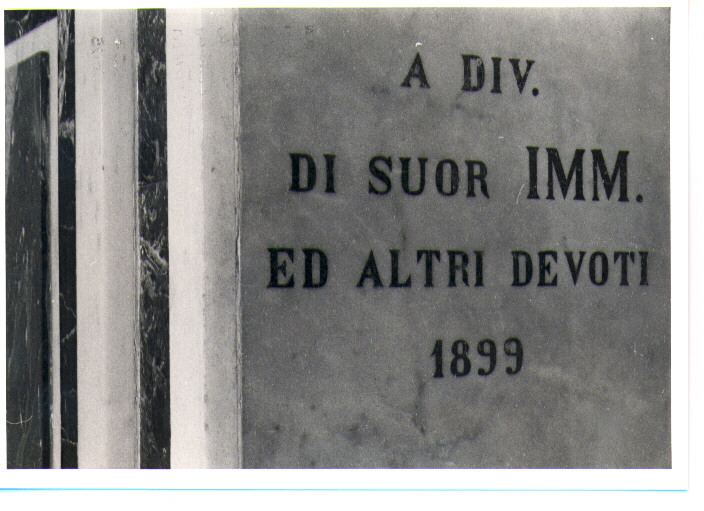 A DIV.
DI SUOR IMM.
ED ALTRI DEVOTI
1899